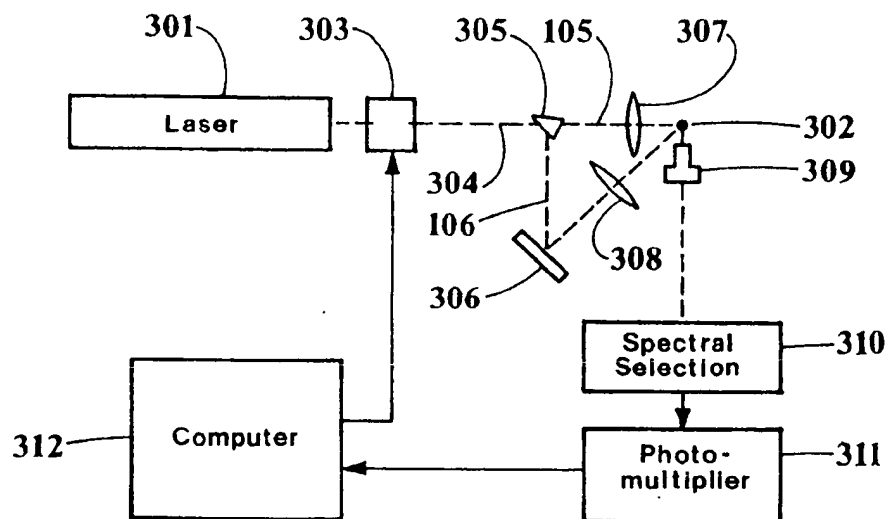 301
303
305
105
307
Laser
302
304
309
106
308
306
Spectral
Selection
310
312
Computer
Photo-
multiplier
311